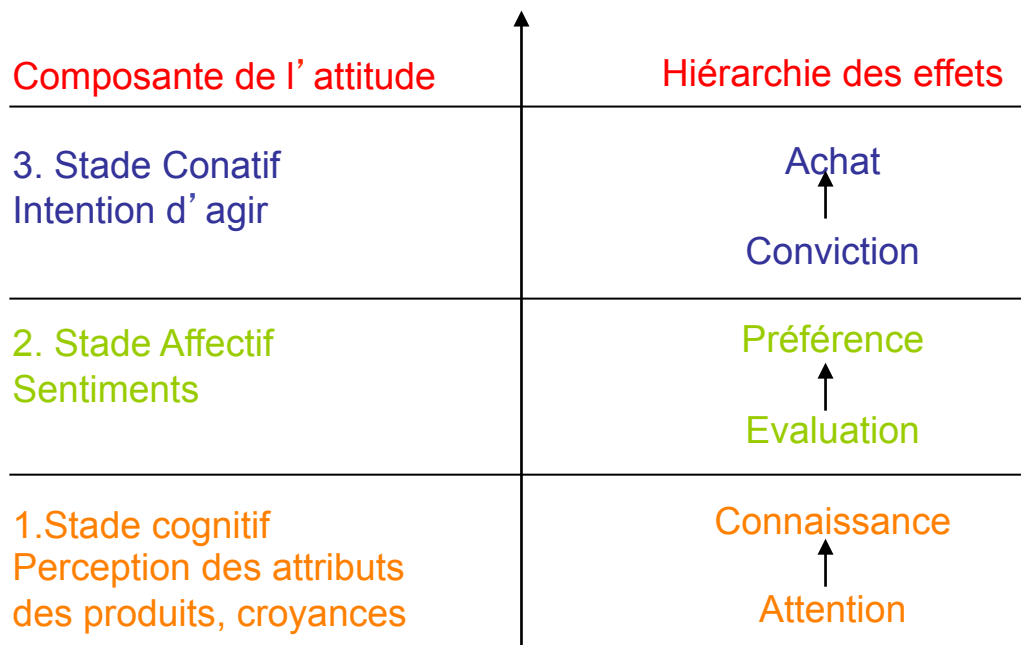 Composante de l’attitude
Hiérarchie des effets
3. Stade Conatif
Intention d’agir
Achat
Conviction
2. Stade Affectif
Sentiments
Préférence
Evaluation
1.Stade cognitif
Perception des attributs
des produits, croyances
Connaissance
Attention